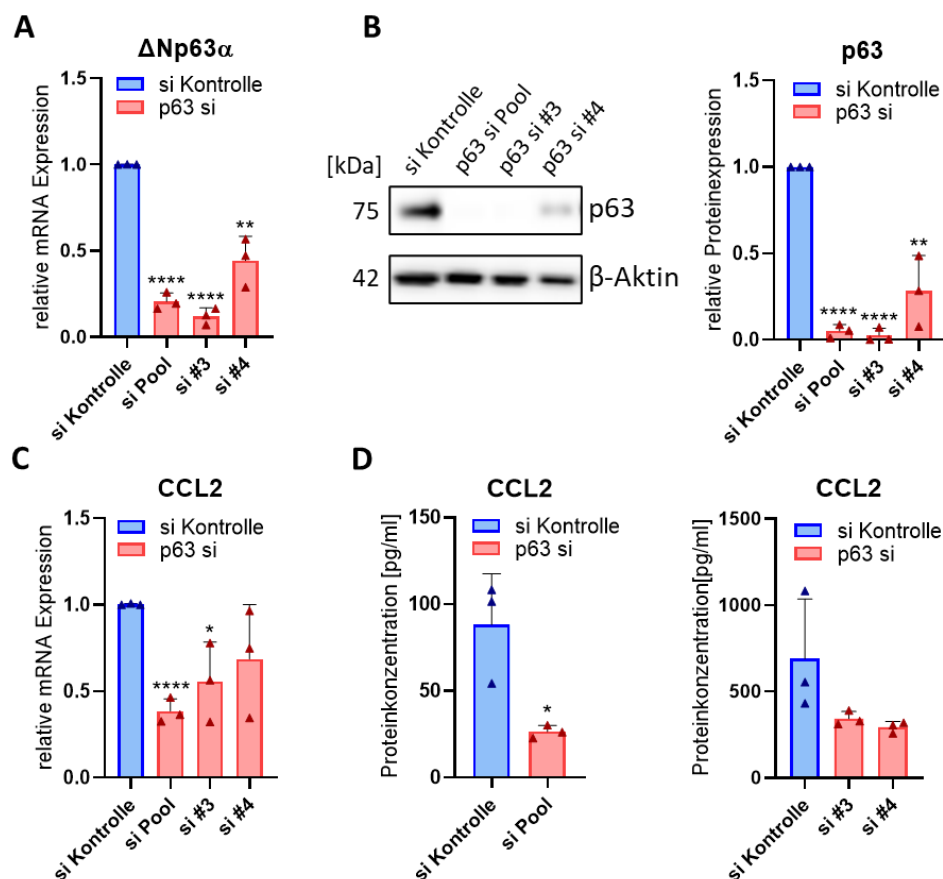 A
ΔNp63α
relative mRNA Expression
1.5
1.0
0.5
0.0
si Kontrolle
p63 si
****
****
**
si Kontrolle
si Pool
si #3
si #4
B
[kDa]
si Kontrolle
p63 si Pool
p63 si #3
p63 si #4
75
p63
42
β-Aktin
p63
relative Proteinexpression
1.5
1.0
0.5
0.0
si Kontrolle
p63 si
****
****
**
si Kontrolle
si Pool
si #3
si #4
C
CCL2
relative mRNA Expression
1.5
1.0
0.5
0.0
si Kontrolle
p63 si
****
*
si Kontrolle
si Pool
si #3
si #4
D
CCL2
Proteinkonzentration [pg/ml]
150
100
50
0
si Kontrolle
p63 si
*
si Kontrolle
si Pool
CCL2
Proteinkonzentration[pg/ml]
1500
1000
500
0
si Kontrolle
p63 si
si Kontrolle
si #3
si #4